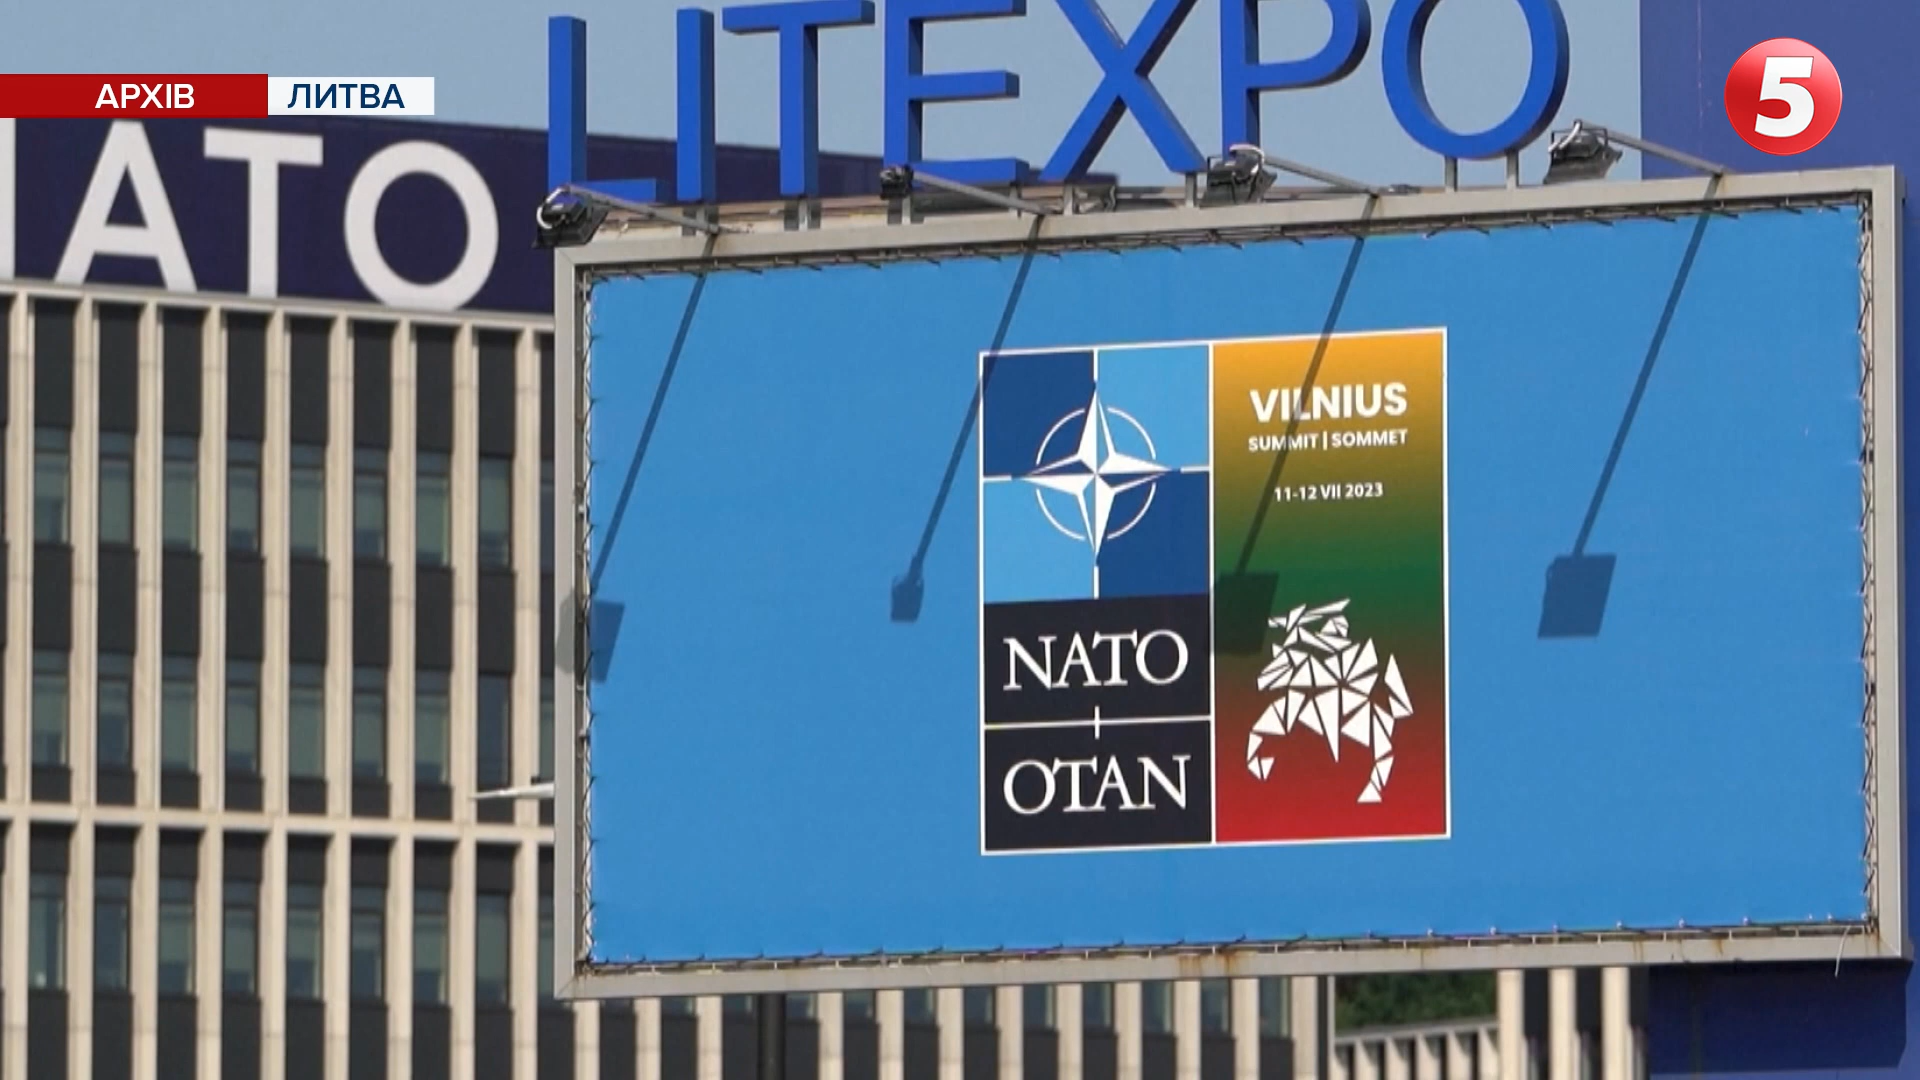 LITEXPO
АРХІВ ЛИТВА
5
NATO
VILNIUS
SUMMIT | SOMMET
11-12 VII 2023
NATO
OTAN